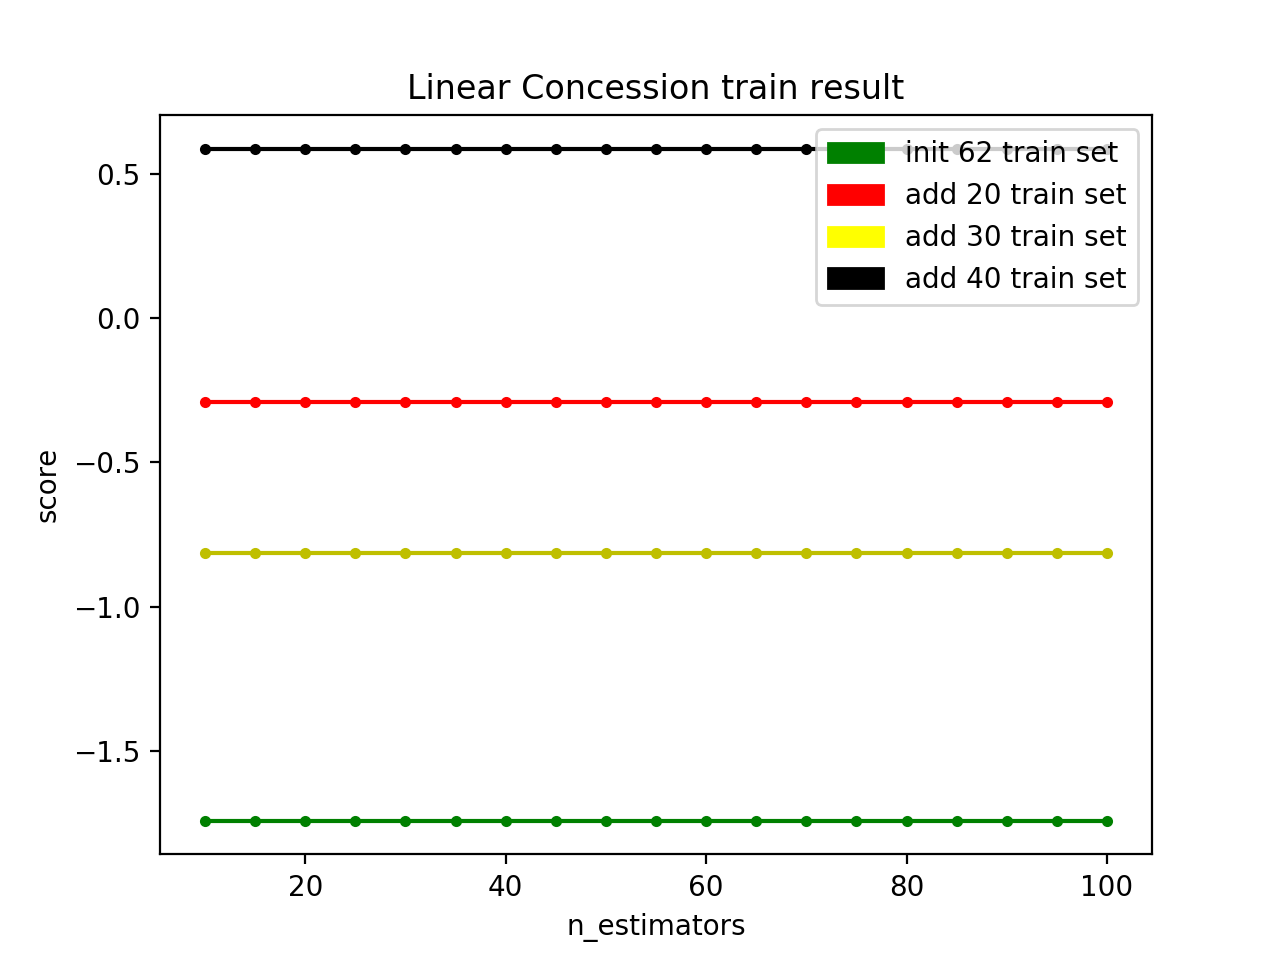 Linear Concession train result
init 62 train set
add 20 train set
add 30 train set
add 40 train set
score
0.5
0.0
−0.5
−1.0
−1.5
20 40 60 80 100
n_estimators